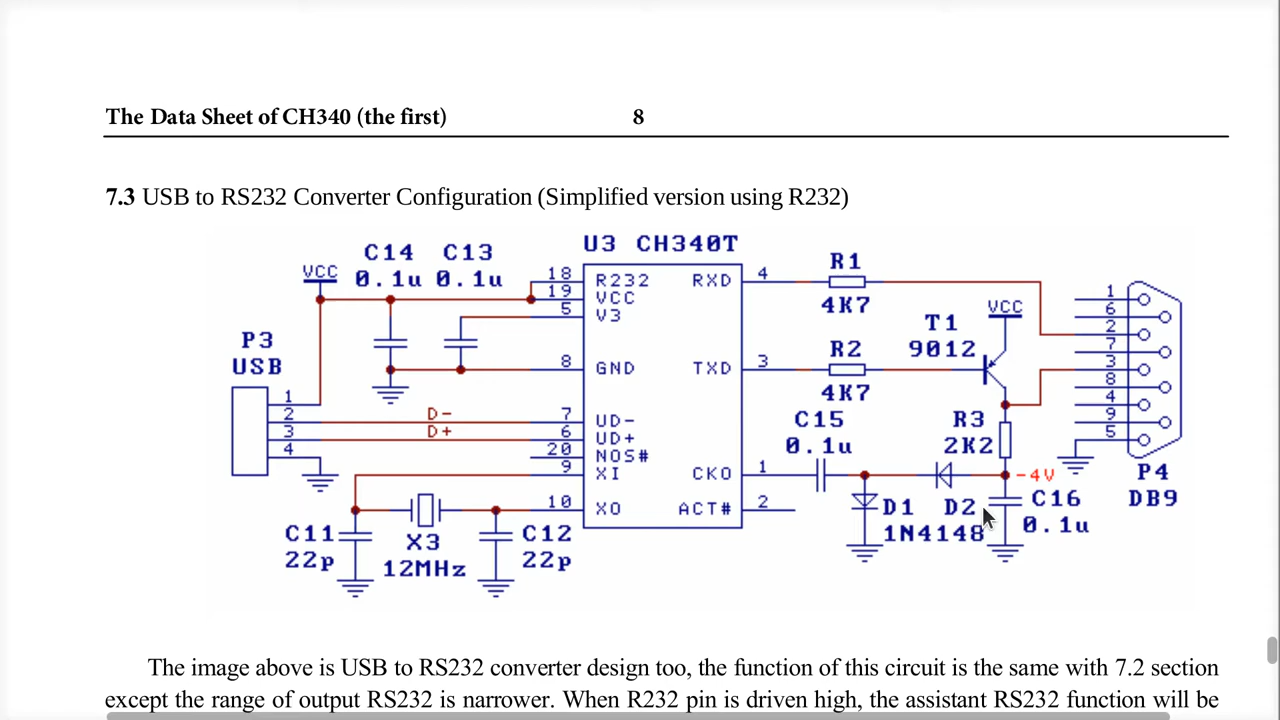 The Data Sheet of CH340 (the first) 8
7.3 USB to RS232 Converter Configuration (Simplified version using R232)
U3 CH340T
C14 C13
0.1u 0.1u
VCC
P3
USB
1
2
3
4
D-
D+
18 R232
19 VCC
5 V3
8 GND
7 UD-
6 UD+
20 NOS#
9 XI
10 XO
RXD 4
TXD 3
CKO 1
ACT# 2
C11
22p
X3
12MHz
C12
22p
R1
4K7
R2
4K7
T1
9012
VCC
C15
0.1u
R3
2K2
-4V
D1 D2
1N4148
C16
0.1u
1
6
2
7
3
8
4
9
5
P4
DB9
The image above is USB to RS232 converter design too, the function of this circuit is the same with 7.2 section
except the range of output RS232 is narrower. When R232 pin is driven high, the assistant RS232 function will be